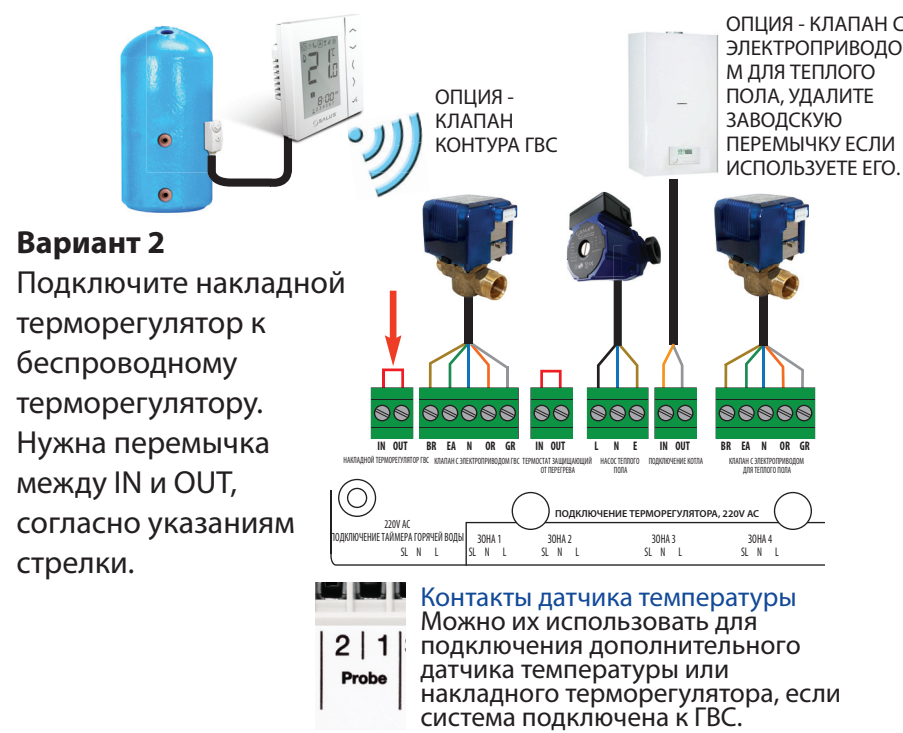 ОПЦИЯ - КЛАПАН С
ЭЛЕКТРОПРИВОДО
М ДЛЯ ТЕПЛОГО
ПОЛА, УДАЛИТЕ
ЗАВОДСКУЮ
ПЕРЕМЫЧКУ ЕСЛИ
ИСПОЛЬЗУЕТЕ ЕГО.
ОПЦИЯ -
КЛАПАН
КОНТУРА ГВС
21.0
8:00
SALUS
Вариант 2
Подключите накладной
терморегулятор к
беспроводному
терморегулятору.
Нужна перемычка
между IN и OUT,
согласно указаниям
стрелки.
IN OUT BR EA N OR GR IN OUT L N E IN OUT BR EA N OR GR
НАКЛАДНОЙ ТЕРМОРЕГУЛЯТОР ГВС
КЛАПАН С ЭЛЕКТРОПРИВОДОМ ГВС
ТЕРМОСТАТ ЗАЩИЩАЮЩИЙ
ОТ ПЕРЕГРЕВА
НАСОС ТЕПЛОГО
ПОЛА
ПОДКЛЮЧЕНИЕ КОТЛА
КЛАПАН С ЭЛЕКТРОПРИВОДОМ
ДЛЯ ТЕПЛОГО ПОЛА
ПОДКЛЮЧЕНИЕ ТЕРМОРЕГУЛЯТОРА, 220V AC
220V AC
ПОДКЛЮЧЕНИЕ ТАЙМЕРА ГОРЯЧЕЙ ВОДЫ
ЗОНА 1 ЗОНА 2 ЗОНА 3 ЗОНА 4
SL N L SL N L SL N L SL N L SL N L
2 | 1
Probe
Контакты датчика температуры
Можно их использовать для
подключения дополнительного
датчика температуры или
накладного терморегулятора, если
система подключена к ГВС.